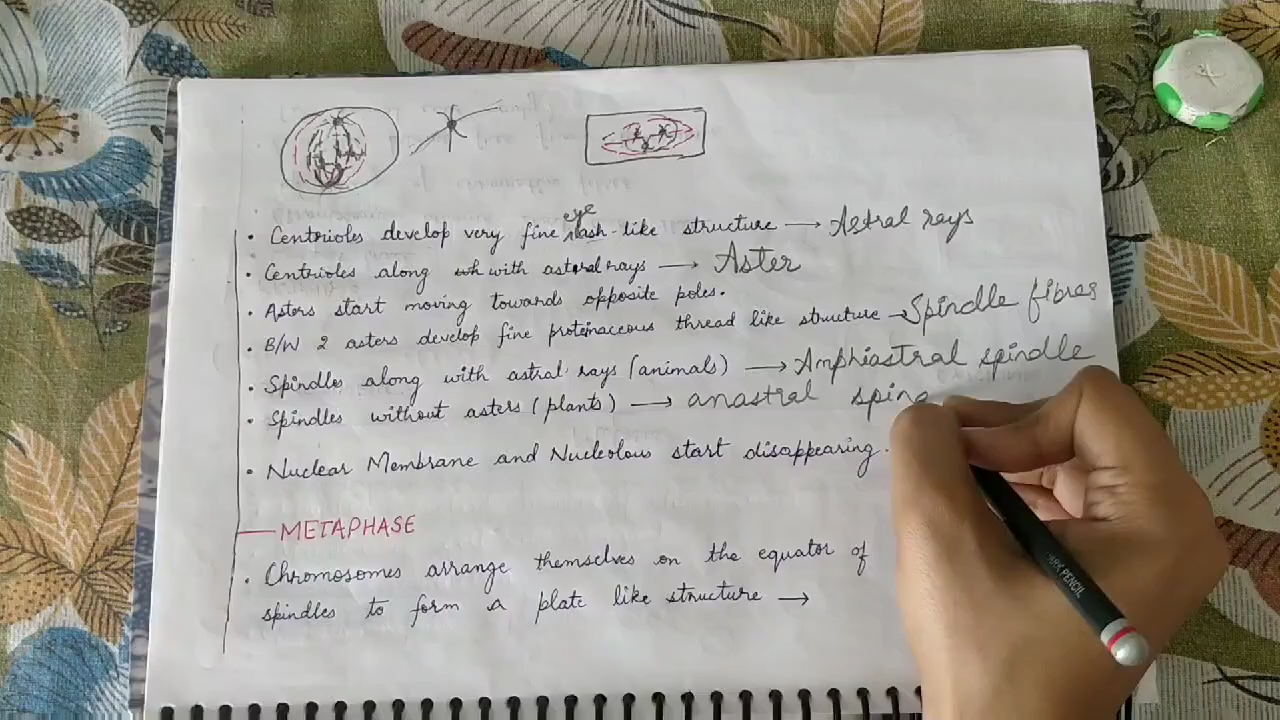 • Centrioles develop very fine eye lash-like structure → Astral rays
• Centrioles along with astral rays → Aster
• Asters start moving towards opposite poles.
• B/W 2 asters develop fine proteinaceous thread like structure → Spindle fibres
• Spindles along with astral rays (animals) → Amphiastral spindle
• Spindles without asters (plants) → anastral spin
• Nuclear Membrane and Nucleolous start disappearing.
METAPHASE
• Chromosomes arrange themselves on the equator of
spindles to form a plate like structure →